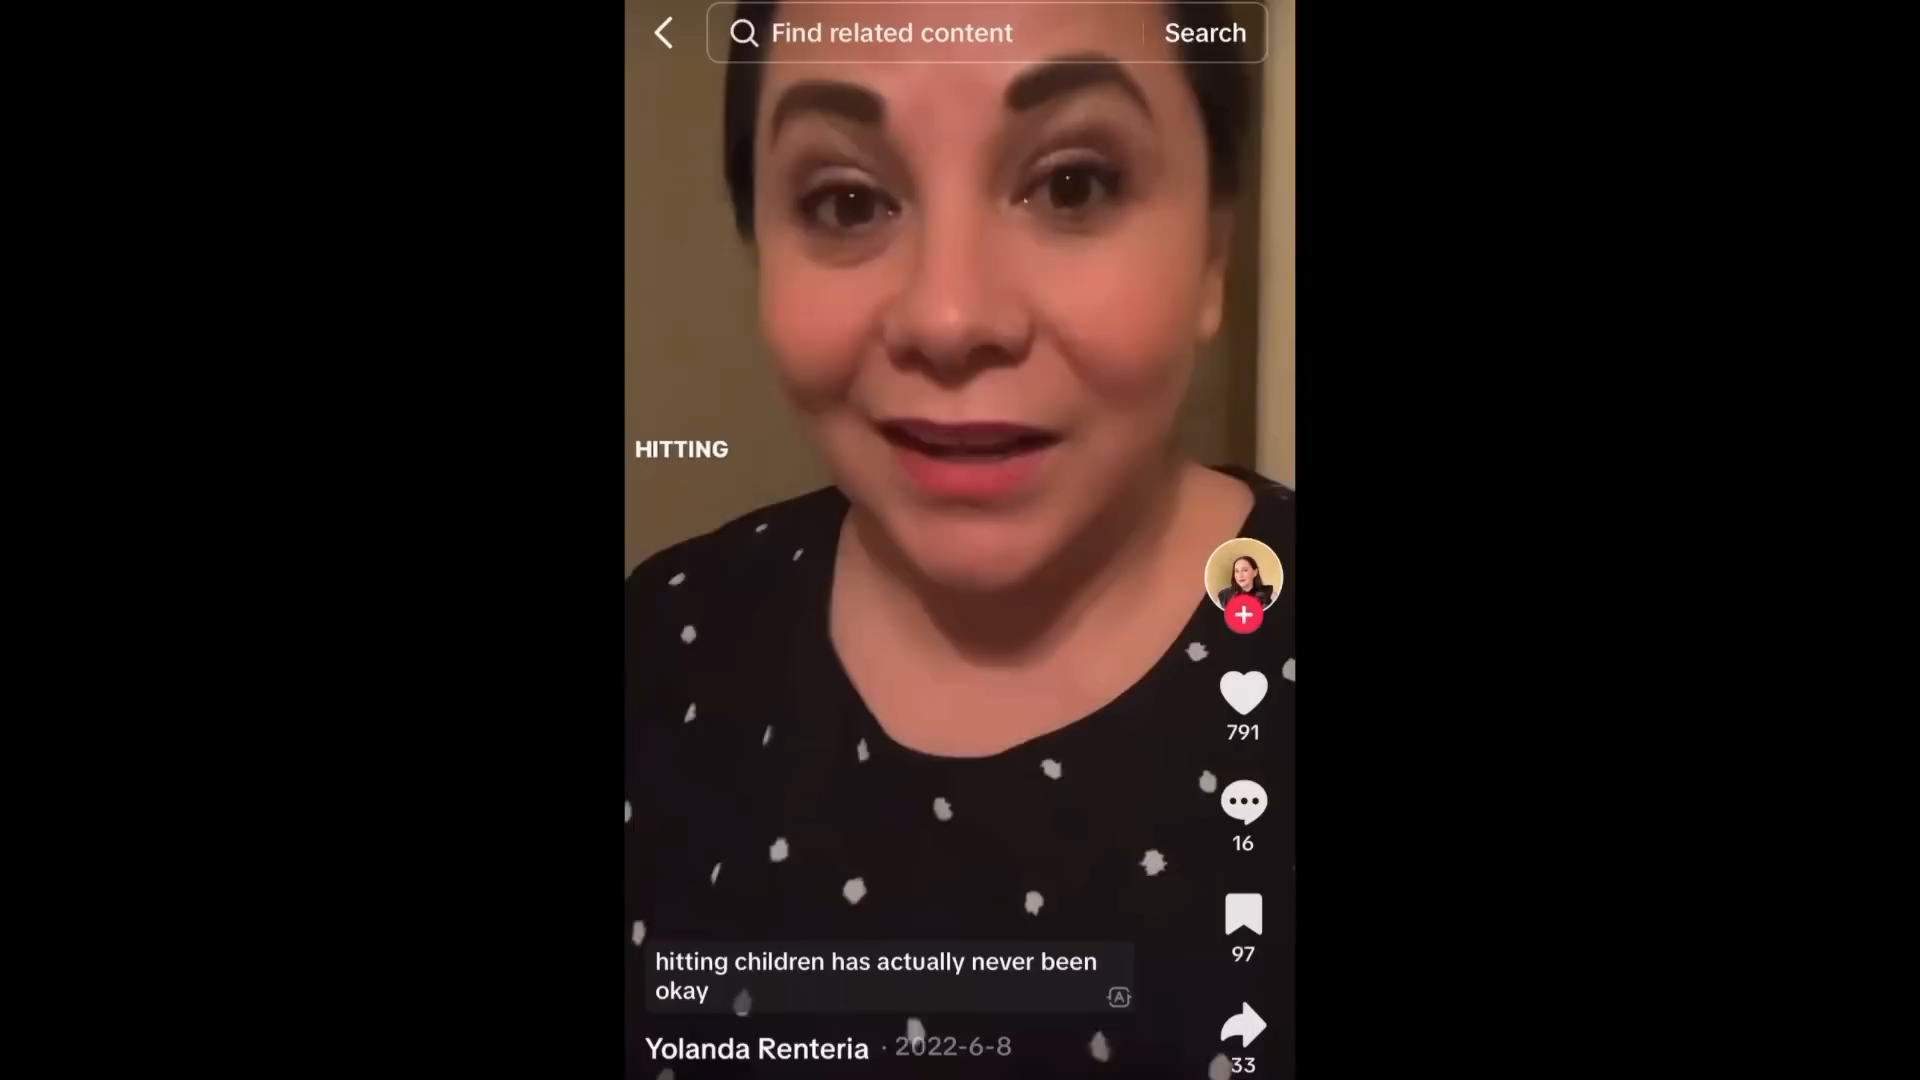 Find related content
Search
HITTING
791
16
97
hitting children has actually never been
okay
A
Yolanda Renteria · 2022-6-8
33